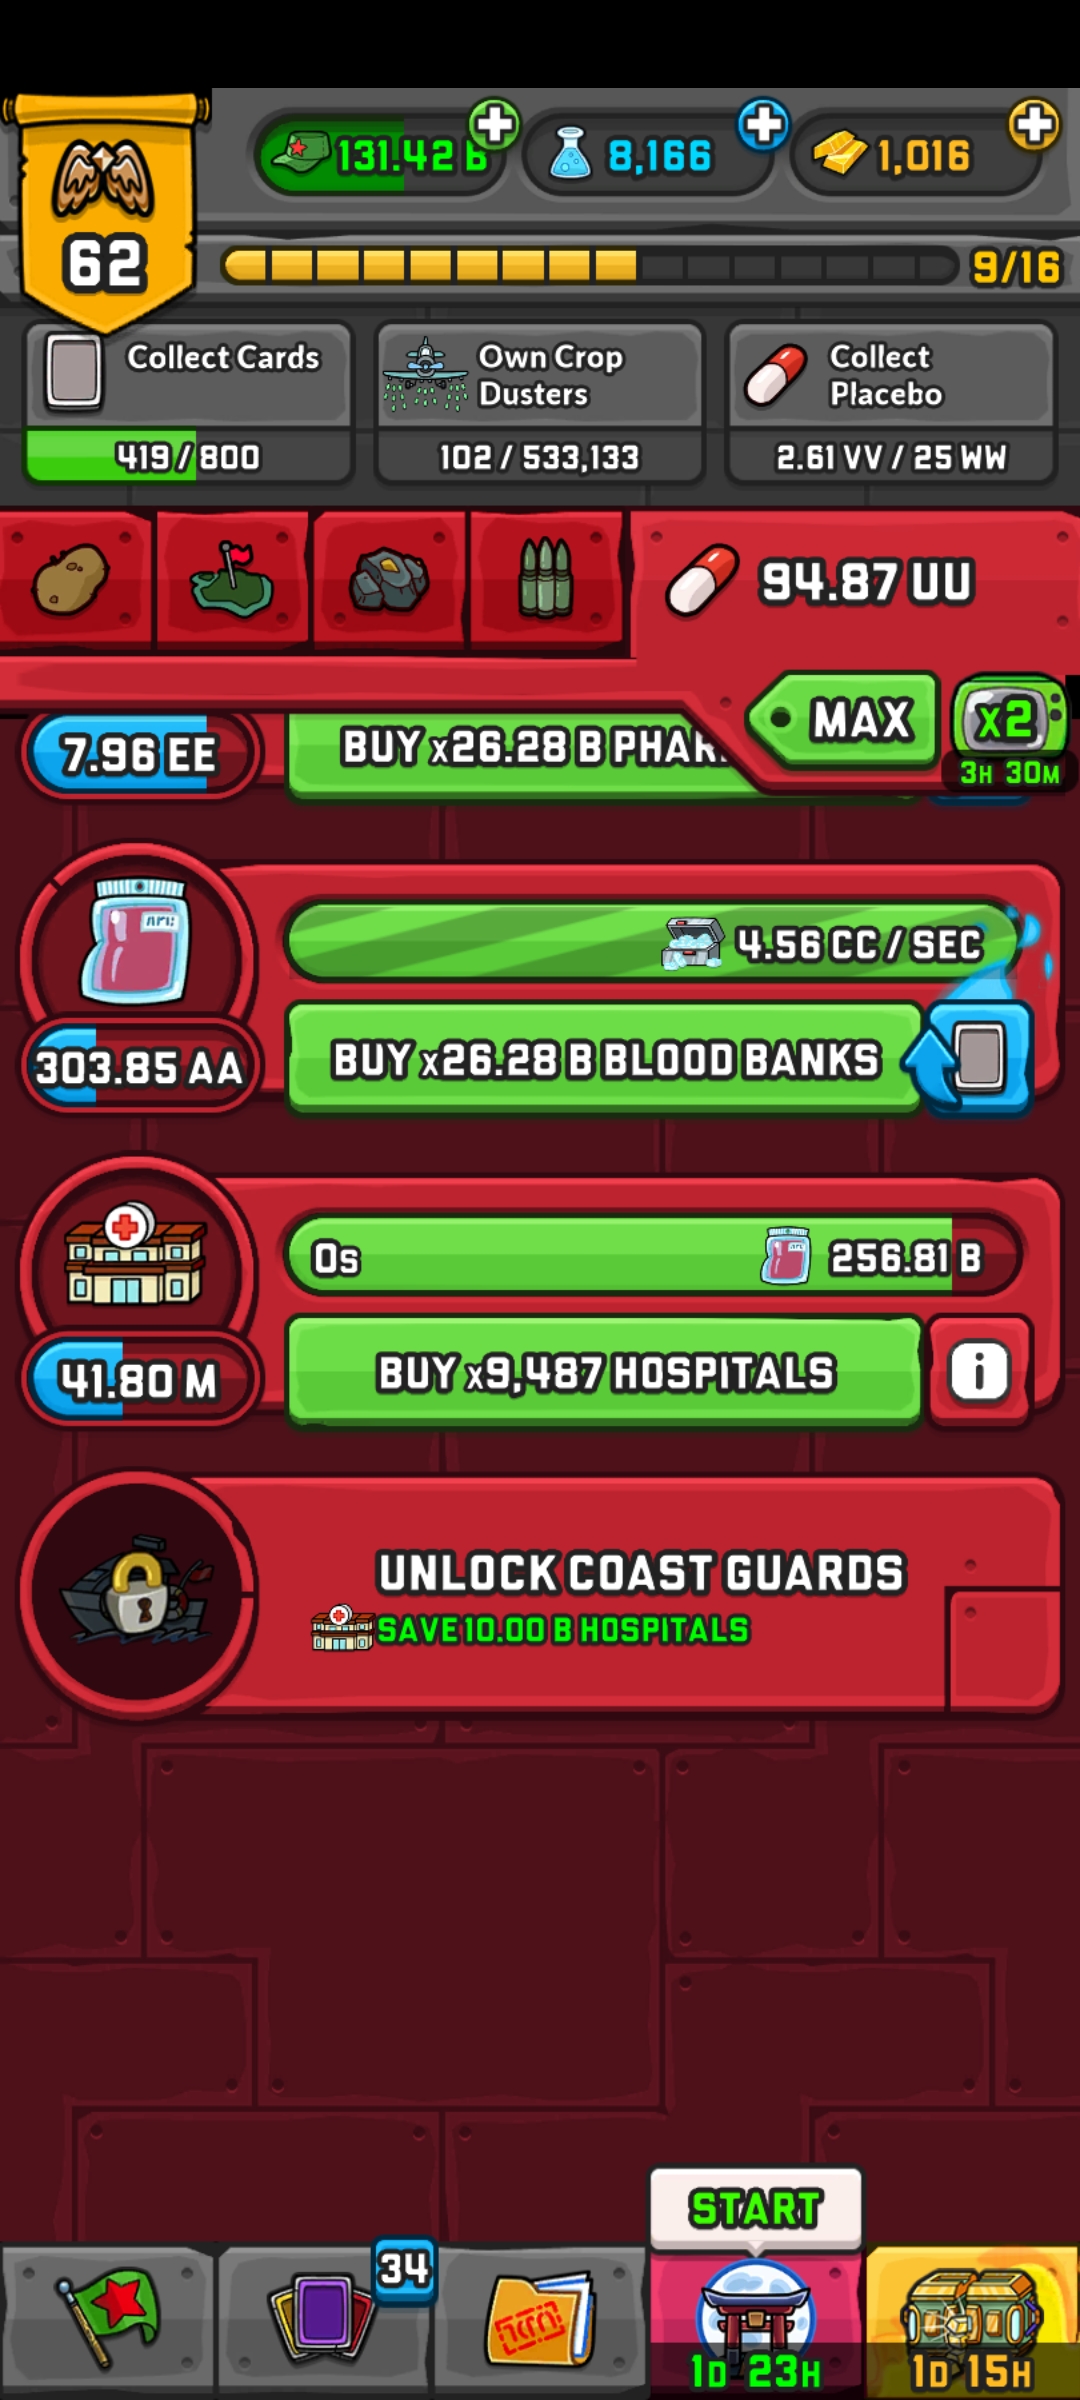 131.42 B
8,166
1,016
62
9/16
Collect Cards
419 / 800
Own Crop
Dusters
102 / 533,133
Collect
Placebo
2.61 VV / 25 WW
94.87 UU
MAX
x2
3H 30M
7.96 EE
BUY x26.28 B
4.56 CC / SEC
303.85 AA
BUY x26.28 B BLOOD BANKS
0s
256.81 B
41.80 M
BUY x9,487 HOSPITALS
i
UNLOCK COAST GUARDS
SAVE 10.00 B HOSPITALS
START
34
1D 23H
1D 15H